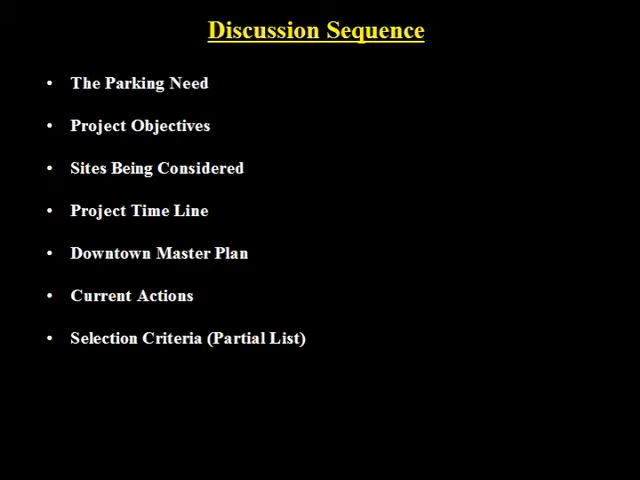 Discussion Sequence
• The Parking Need
• Project Objectives
• Sites Being Considered
• Project Time Line
• Downtown Master Plan
• Current Actions
• Selection Criteria (Partial List)